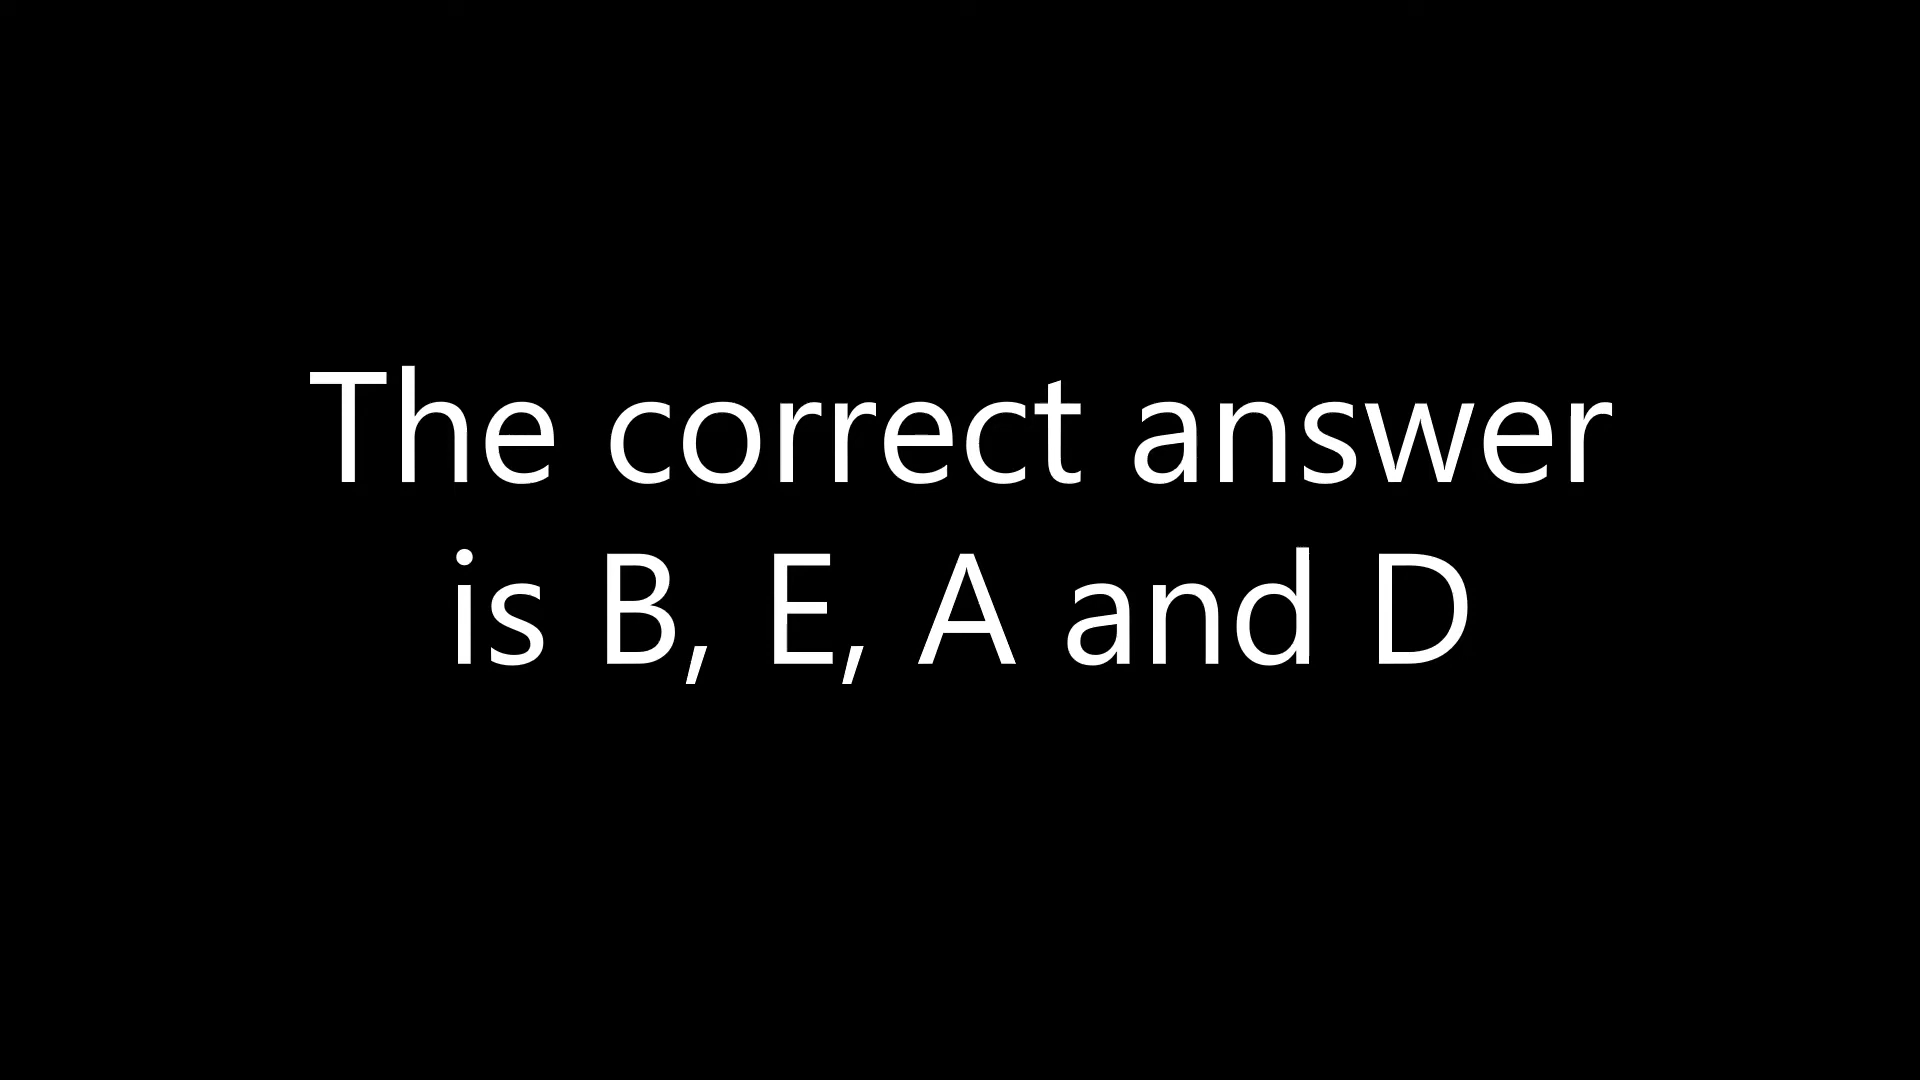 The correct answer
is B, E, A and D